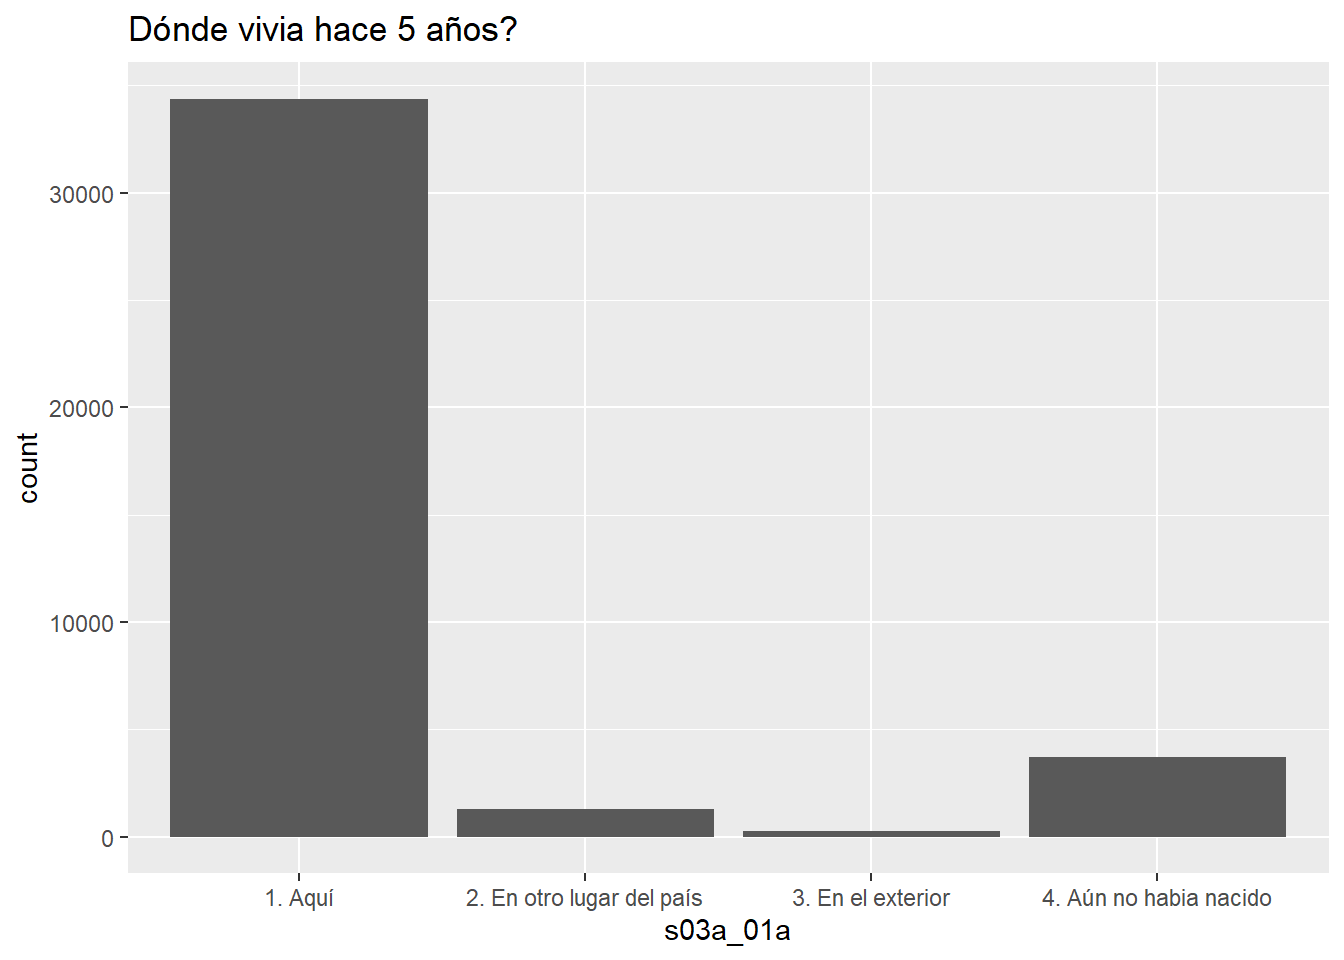 Dónde vivia hace 5 años?
30000
20000
10000
0
count
1. Aquí
2. En otro lugar del país
3. En el exterior
4. Aún no habia nacido
s03a_01a